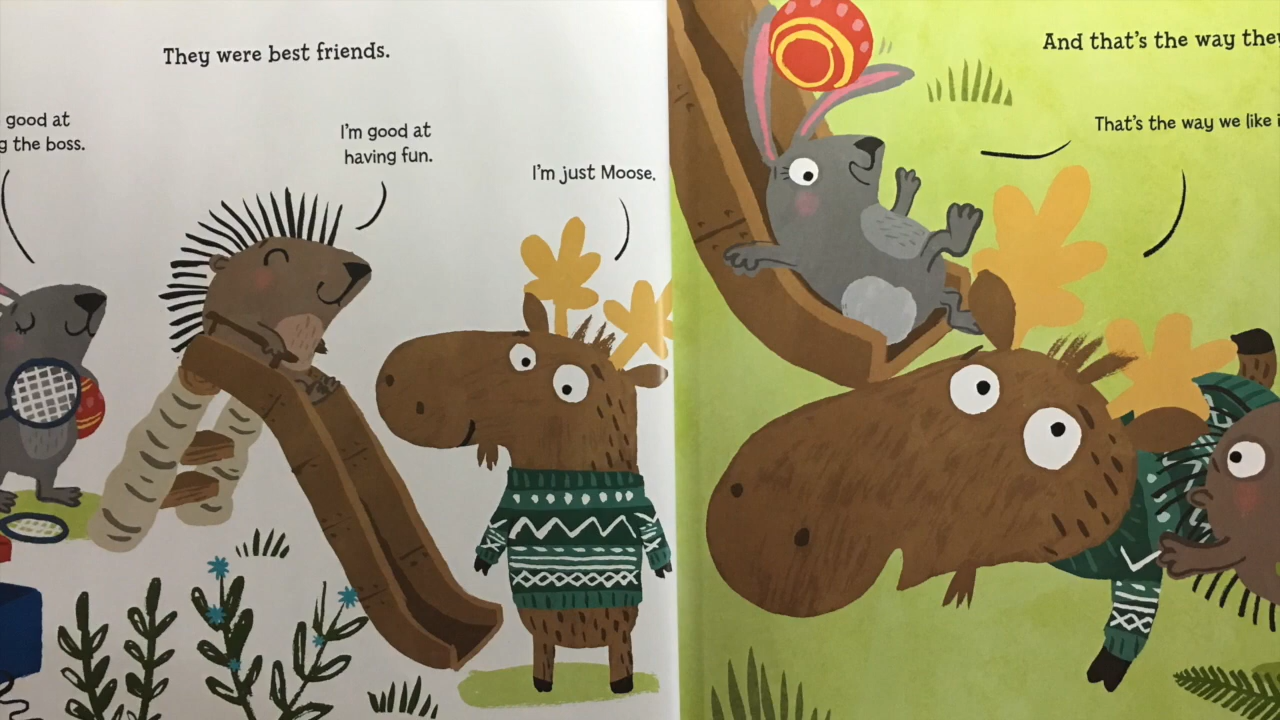 They were best friends.
good at
the boss.
I'm good at
having fun.
I'm just Moose.
And that's the way they
That's the way we like i